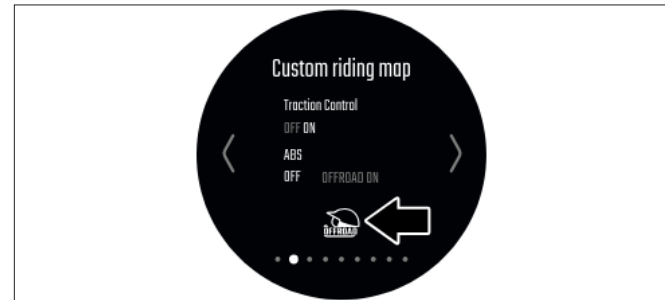 Custom riding map
Traction Control
OFF ON
ABS
OFF OFFROAD ON
OFFROAD